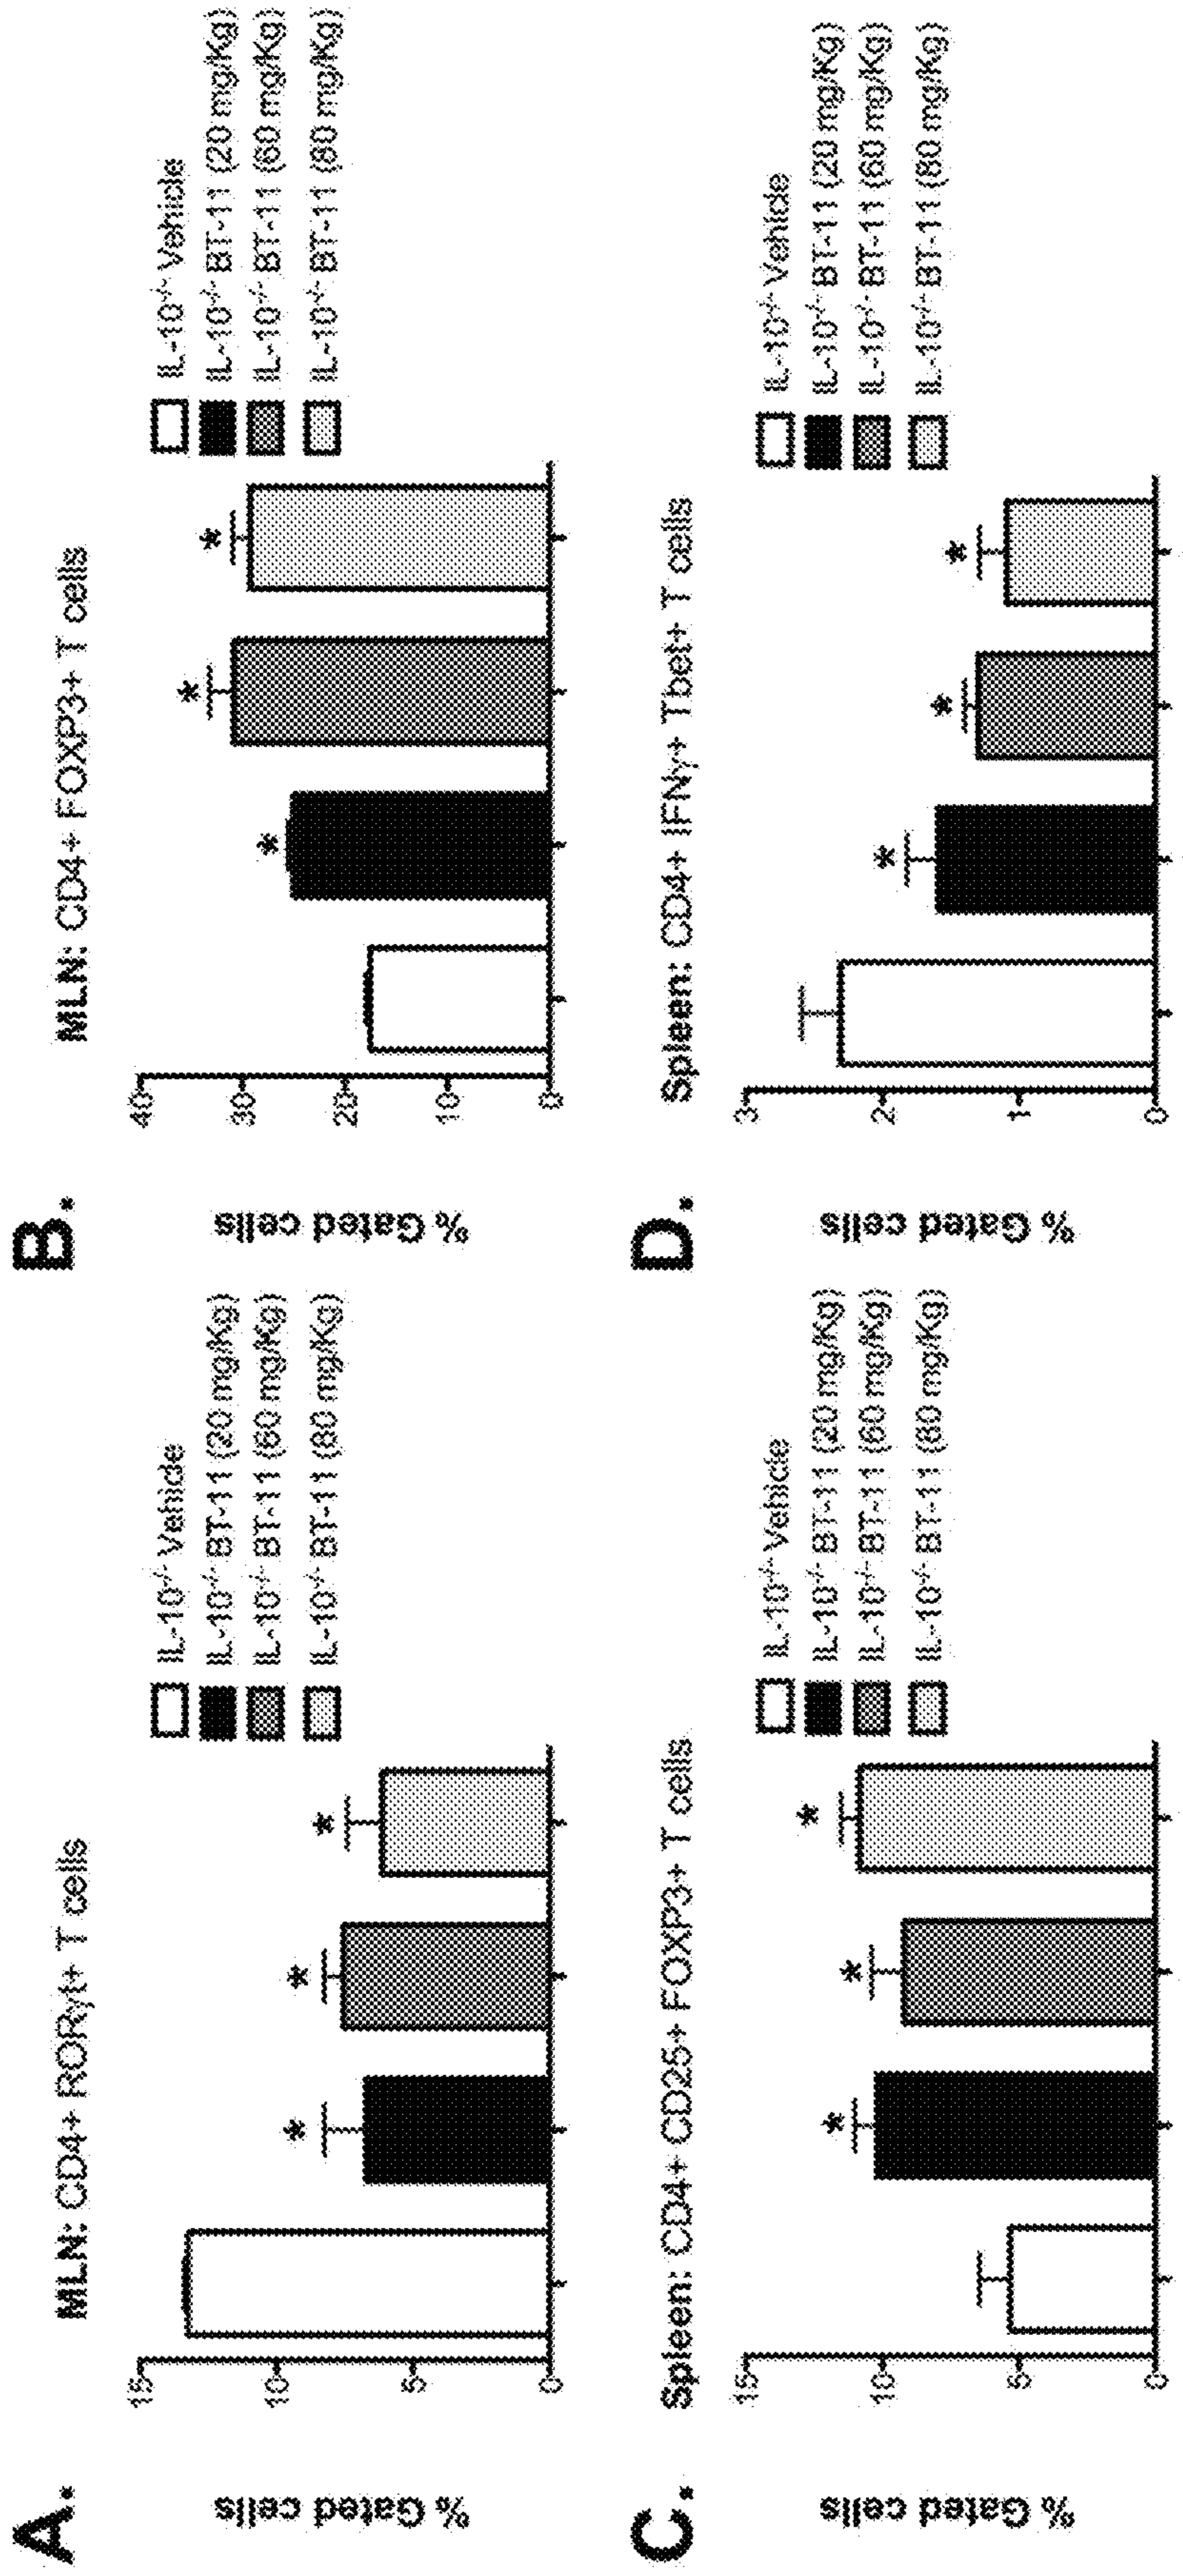 A.
MLN: CD4+ RORγt+ T cells
% Gated cells
15
10
5
0
IL-10-/- Vehicle
IL-10-/- BT-11 (20 mg/Kg)
IL-10-/- BT-11 (60 mg/Kg)
IL-10-/- BT-11 (80 mg/Kg)
*
*
*
B.
MLN: CD4+ FOXP3+ T cells
% Gated cells
40
30
20
10
0
IL-10-/- Vehicle
IL-10-/- BT-11 (20 mg/Kg)
IL-10-/- BT-11 (60 mg/Kg)
IL-10-/- BT-11 (80 mg/Kg)
*
*
*
C.
Spleen: CD4+ CD25+ FOXP3+ T cells
% Gated cells
15
10
5
0
IL-10-/- Vehicle
IL-10-/- BT-11 (20 mg/Kg)
IL-10-/- BT-11 (60 mg/Kg)
IL-10-/- BT-11 (80 mg/Kg)
*
*
*
D.
Spleen: CD4+ IFNγ+ Tbet+ T cells
% Gated cells
3
2
1
0
IL-10-/- Vehicle
IL-10-/- BT-11 (20 mg/Kg)
IL-10-/- BT-11 (60 mg/Kg)
IL-10-/- BT-11 (80 mg/Kg)
*
*
*